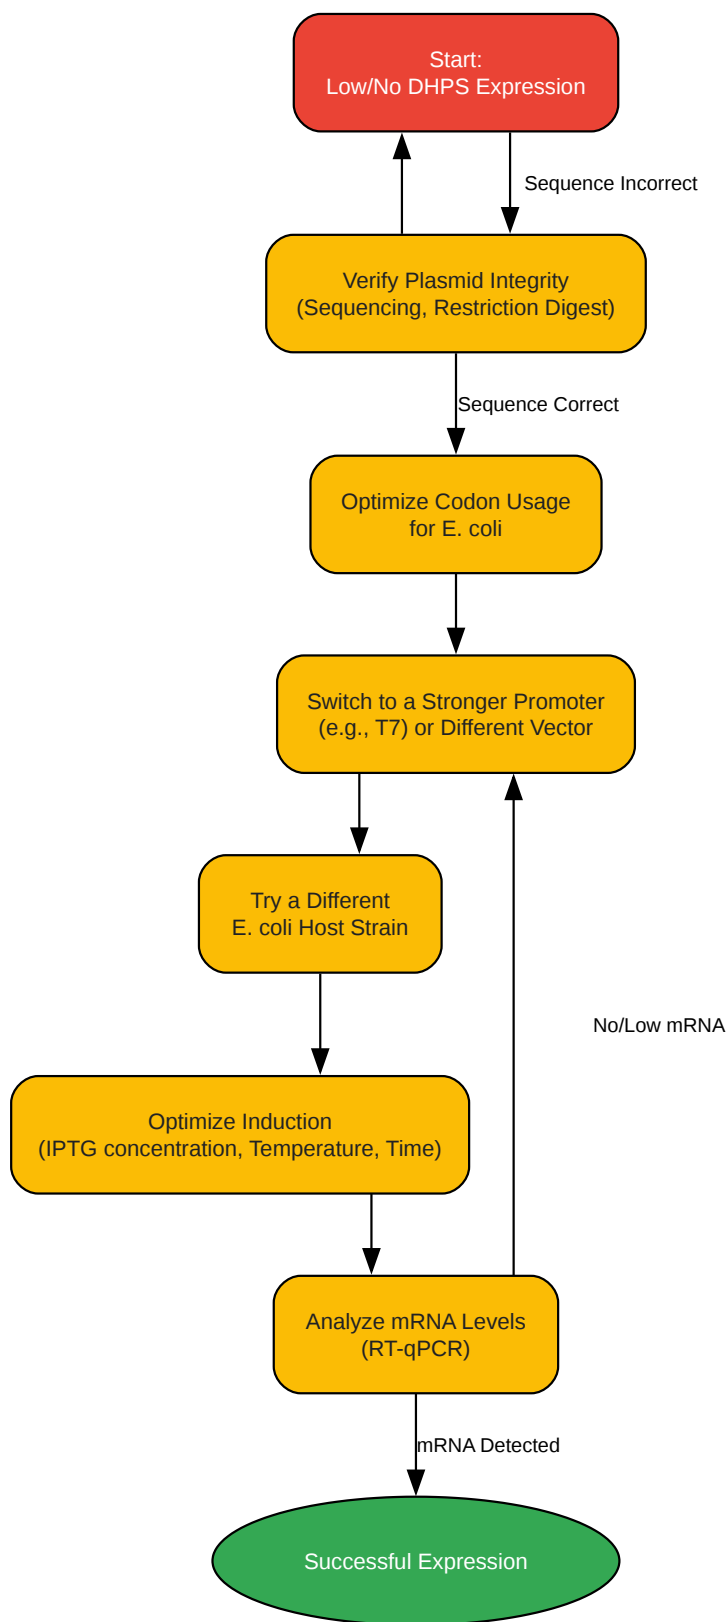 Start:
Low/No DHPS Expression
Sequence Incorrect
Verify Plasmid Integrity
(Sequencing, Restriction Digest)
Sequence Correct
Optimize Codon Usage
for E. coli
Switch to a Stronger Promoter
(e.g., T7) or Different Vector
Try a Different
E. coli Host Strain
No/Low mRNA
Optimize Induction
(IPTG concentration, Temperature, Time)
Analyze mRNA Levels
(RT-qPCR)
mRNA Detected
Successful Expression